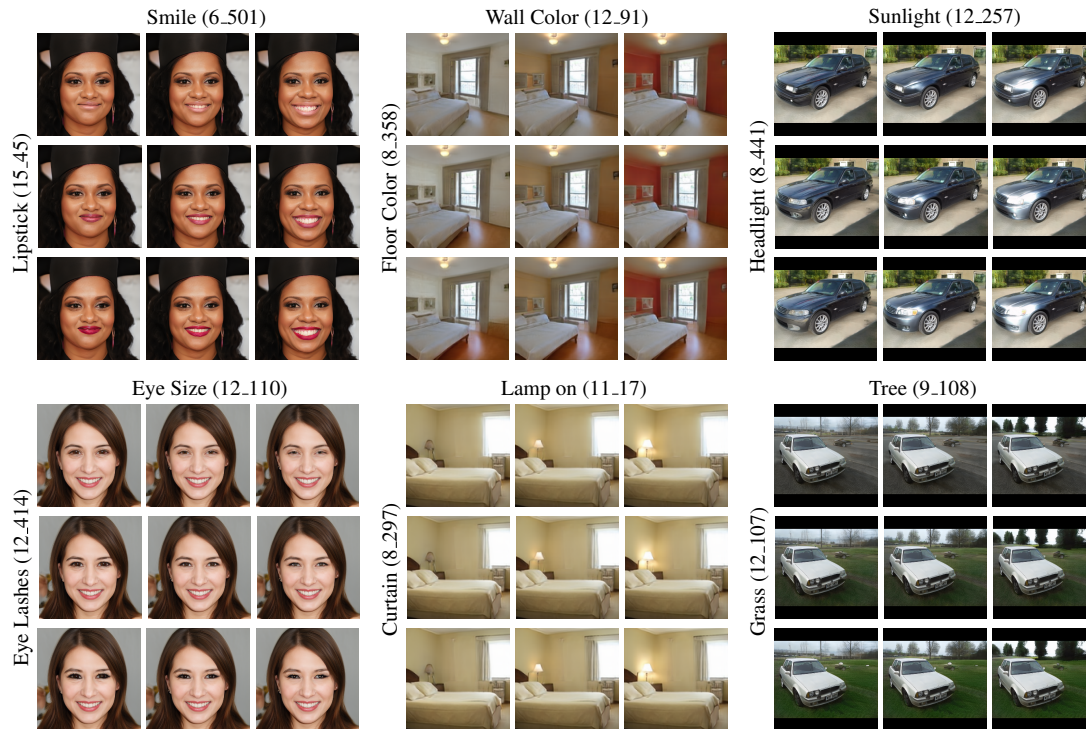 Smile (6_501)
Wall Color (12_91)
Sunlight (12_257)
Lipstick (15_45)
Floor Color (8_358)
Headlight (8_441)
Eye Size (12_110)
Lamp on (11_17)
Tree (9_108)
Eye Lashes (12_414)
Curtain (8_297)
Grass (12_107)